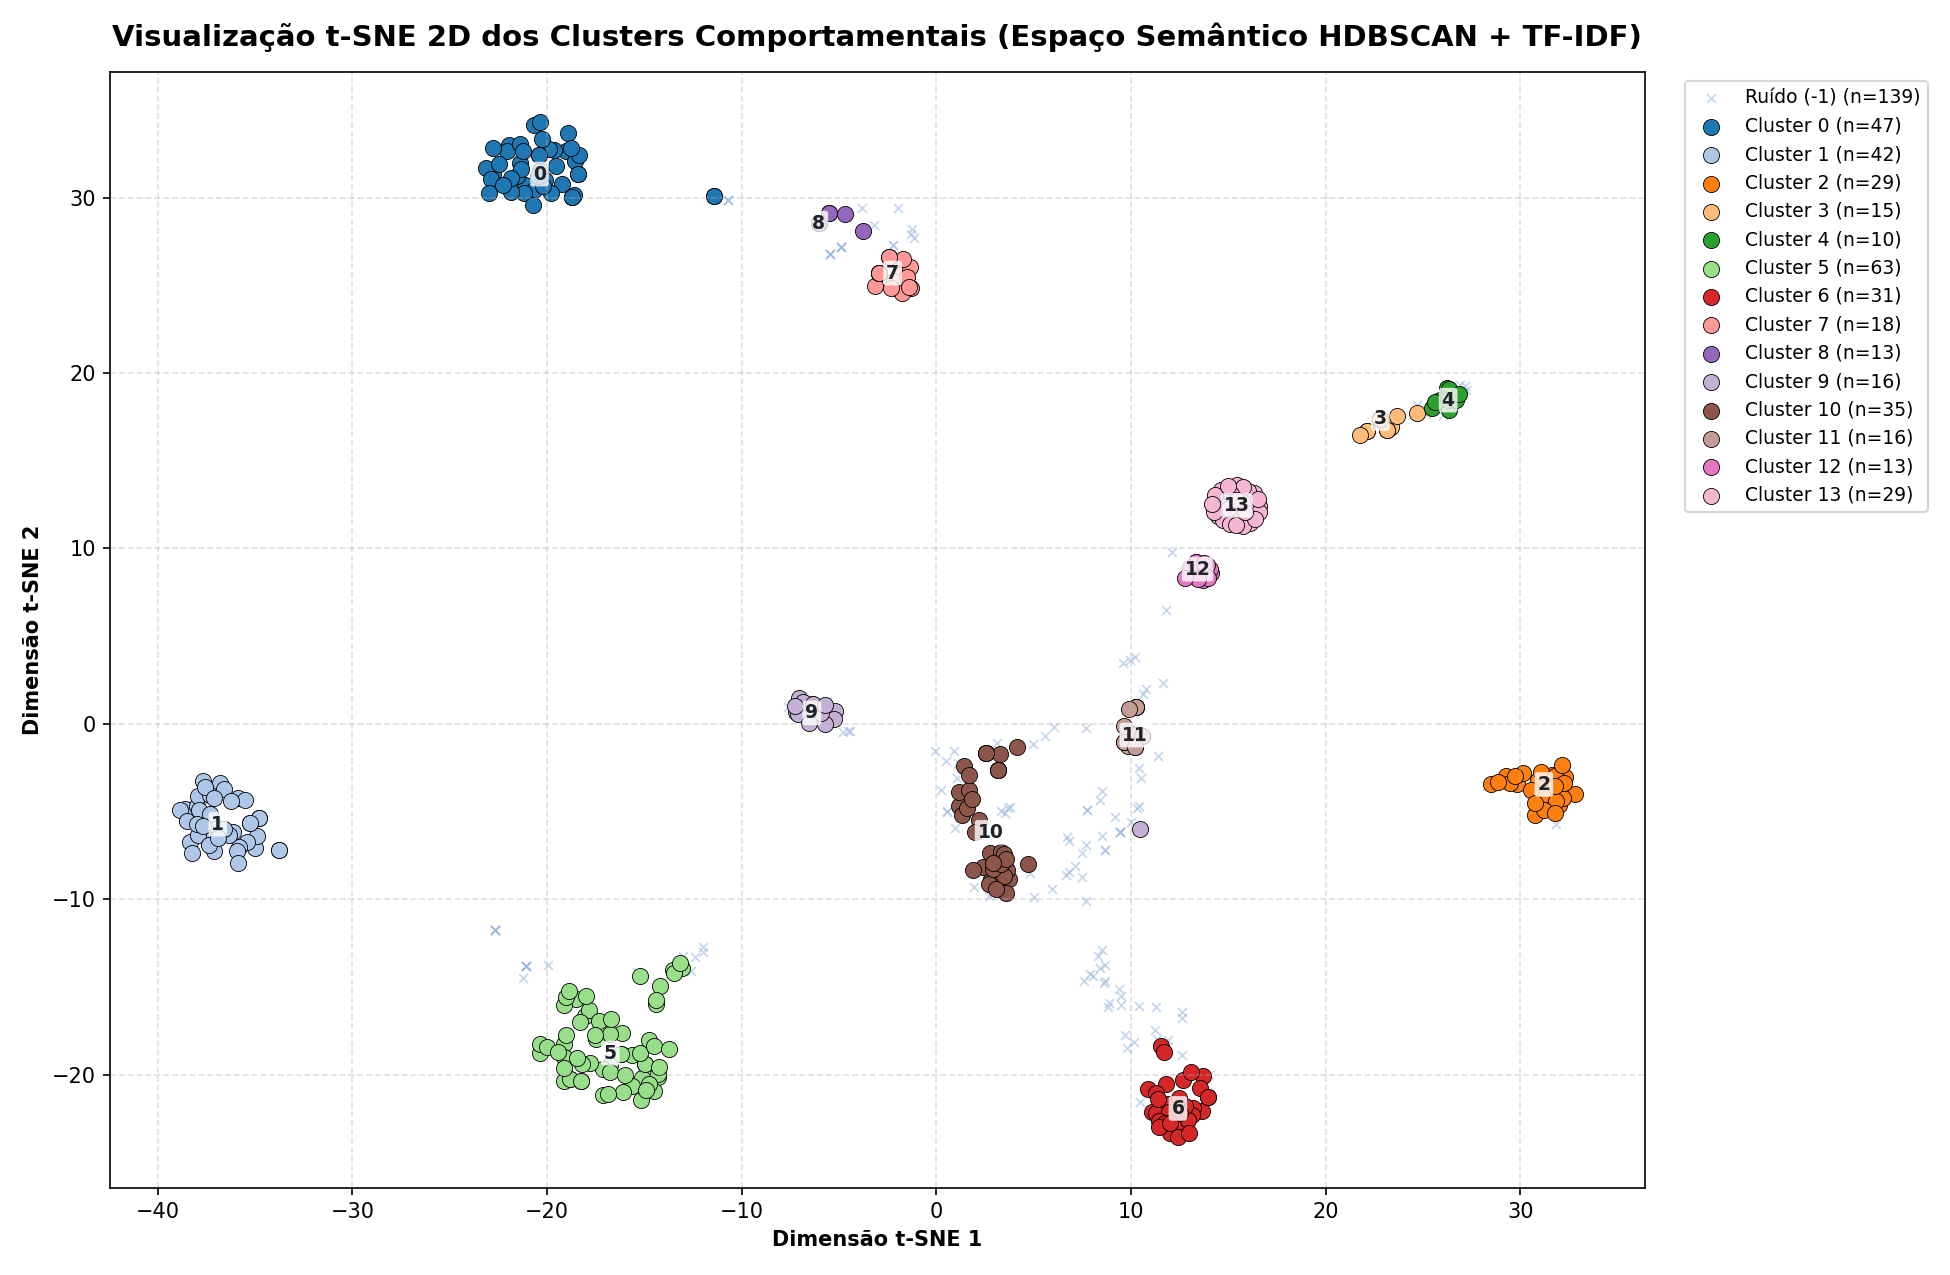 Visualização t-SNE 2D dos Clusters Comportamentais (Espaço Semântico HDBSCAN + TF-IDF)
Ruído (-1) (n=139)
Cluster 0 (n=47)
Cluster 1 (n=42)
Cluster 2 (n=29)
Cluster 3 (n=15)
Cluster 4 (n=10)
Cluster 5 (n=63)
Cluster 6 (n=31)
Cluster 7 (n=18)
Cluster 8 (n=13)
Cluster 9 (n=16)
Cluster 10 (n=35)
Cluster 11 (n=16)
Cluster 12 (n=13)
Cluster 13 (n=29)
Dimensão t-SNE 2
30
20
10
0
−10
−20
0
8
7
4
3
13
12
9
11
2
1
10
5
6
−40
−30
−20
−10
0
10
20
30
Dimensão t-SNE 1